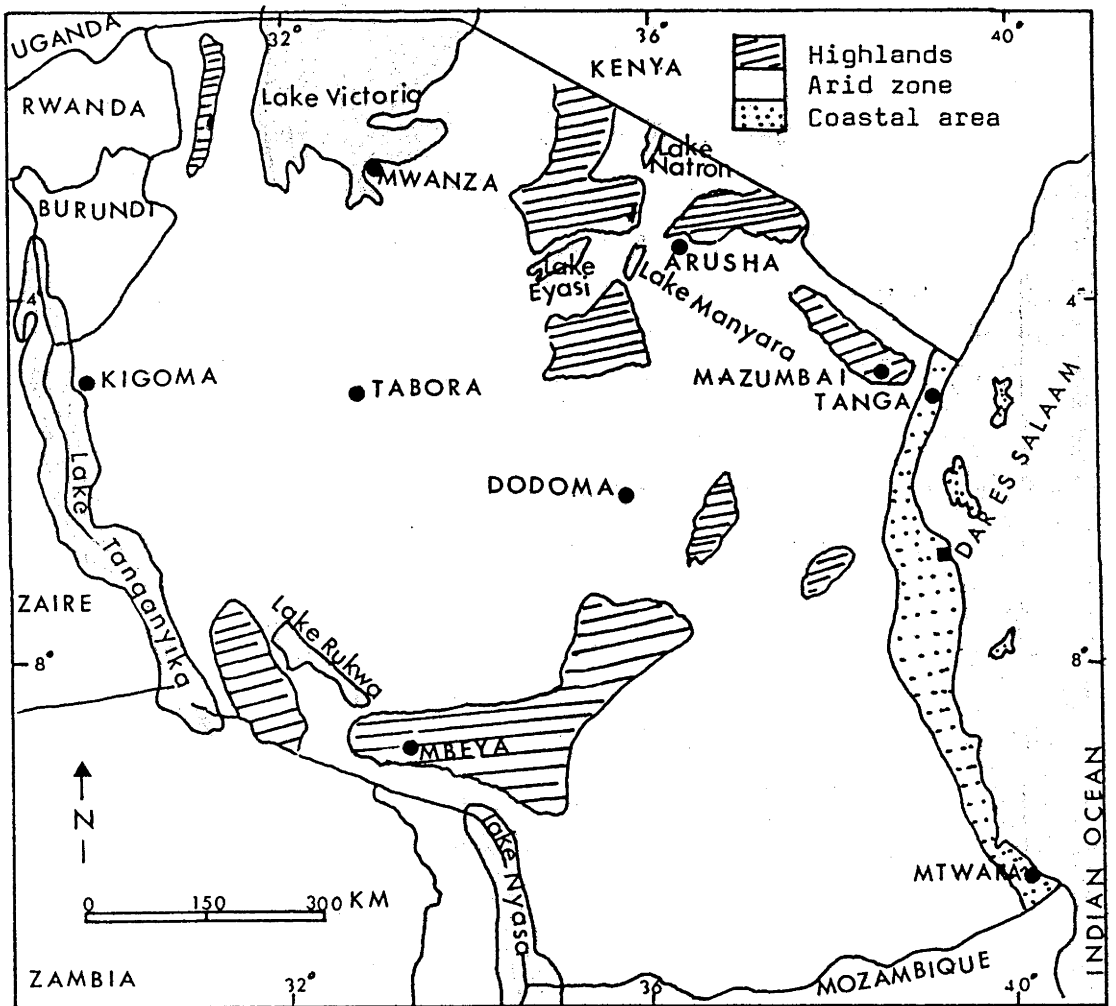 UGANDA
32°
36°
40°
Highlands
Arid zone
Coastal area
KENYA
RWANDA
Lake Victoria
Lake
Natron
MWANZA
BURUNDI
ARUSHA
Lake
Eyasi
Lake Manyara
4°
4°
KIGOMA
TABORA
MAZUMBAI
TANGA
DODOMA
DAR ES SALAAM
Lake Tanganyika
ZAIRE
Lake Rukwa
8°
8°
MBEYA
N
Lake Nyasa
MTWARA
INDIAN OCEAN
0 150 300 KM
ZAMBIA
32°
36°
MOZAMBIQUE
40°